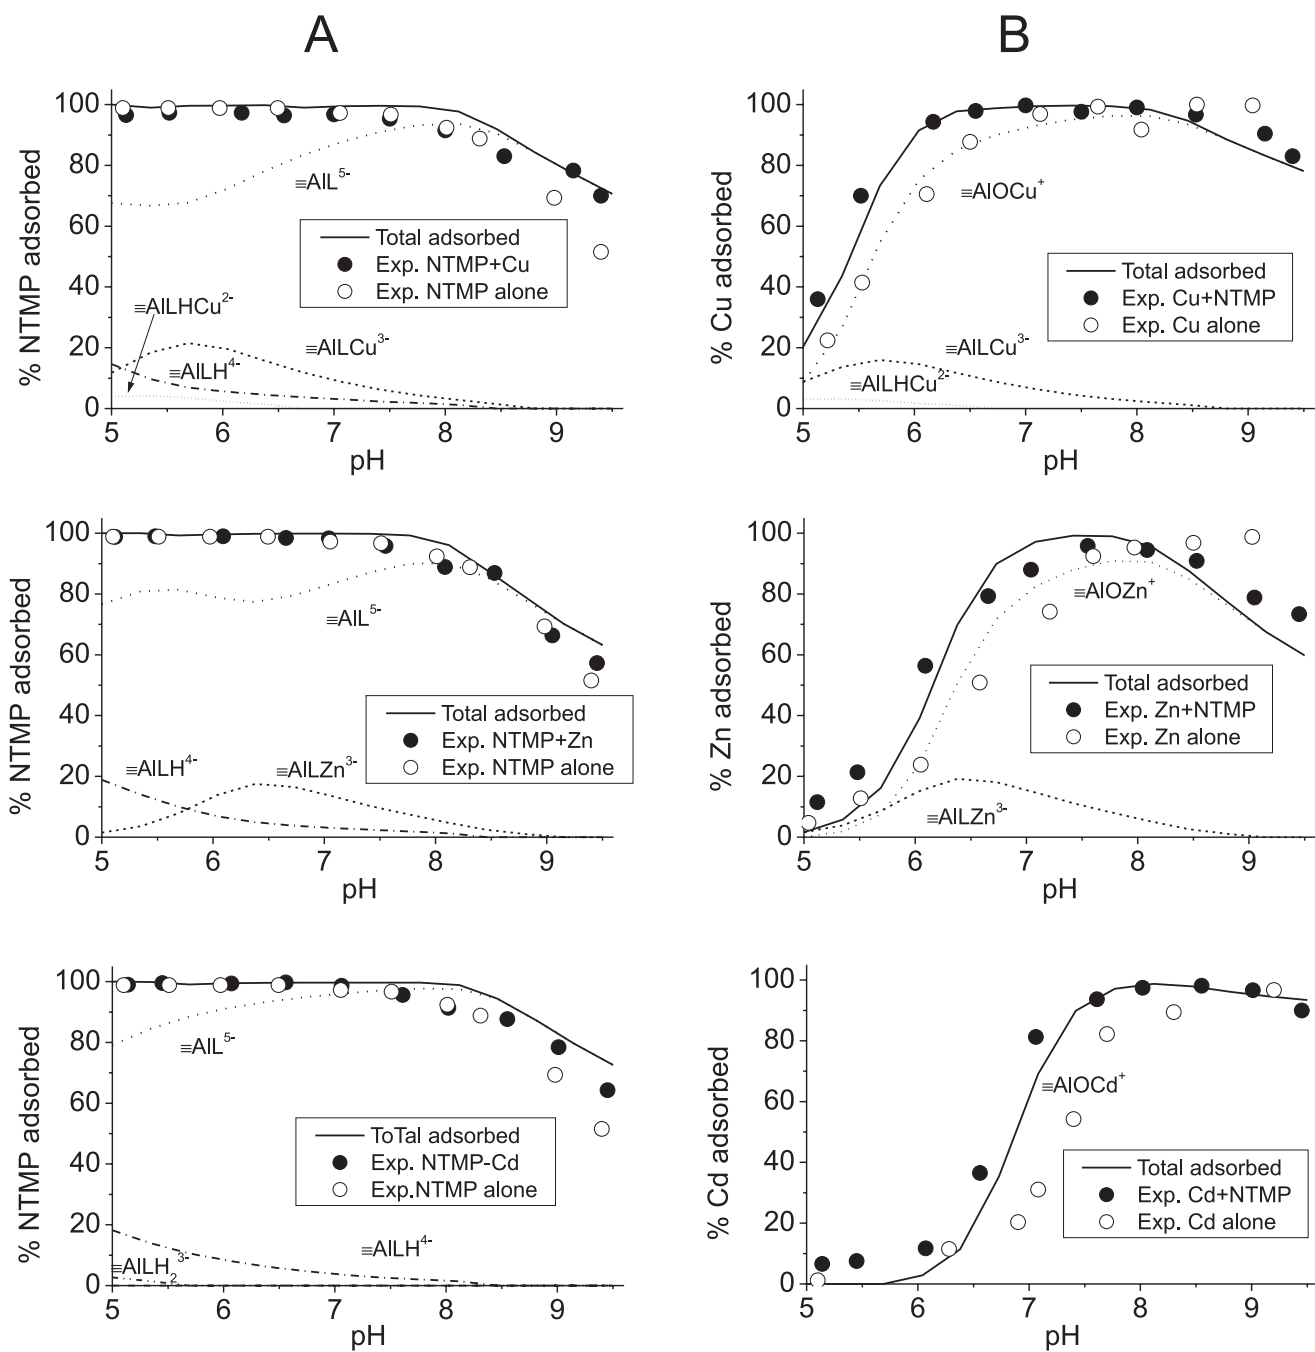 A
B
100
80
60
40
20
0
% NTMP adsorbed
≡AlL⁵⁻
Total adsorbed
Exp. NTMP+Cu
Exp. NTMP alone
≡AlLHCu²⁻
≡AlLCu³⁻
≡AlLH⁴⁻
5 6 7 8 9
pH
100
80
60
40
20
0
% Cu adsorbed
≡AlOCu⁺
Total adsorbed
Exp. Cu+NTMP
Exp. Cu alone
≡AlLCu³⁻
≡AlLHCu²⁻
5 6 7 8 9
pH
100
80
60
40
20
0
% NTMP adsorbed
≡AlL⁵⁻
Total adsorbed
Exp. NTMP+Zn
Exp. NTMP alone
≡AlLH⁴⁻
≡AlLZn³⁻
5 6 7 8 9
pH
100
80
60
40
20
0
% Zn adsorbed
≡AlOZn⁺
Total adsorbed
Exp. Zn+NTMP
Exp. Zn alone
≡AlLZn³⁻
5 6 7 8 9
pH
100
80
60
40
20
0
% NTMP adsorbed
≡AlL⁵⁻
ToTal adsorbed
Exp. NTMP-Cd
Exp.NTMP alone
≡AlLH⁴⁻
≡AlLH₂³⁻
5 6 7 8 9
pH
100
80
60
40
20
0
% Cd adsorbed
≡AlOCd⁺
Total adsorbed
Exp. Cd+NTMP
Exp. Cd alone
5 6 7 8 9
pH